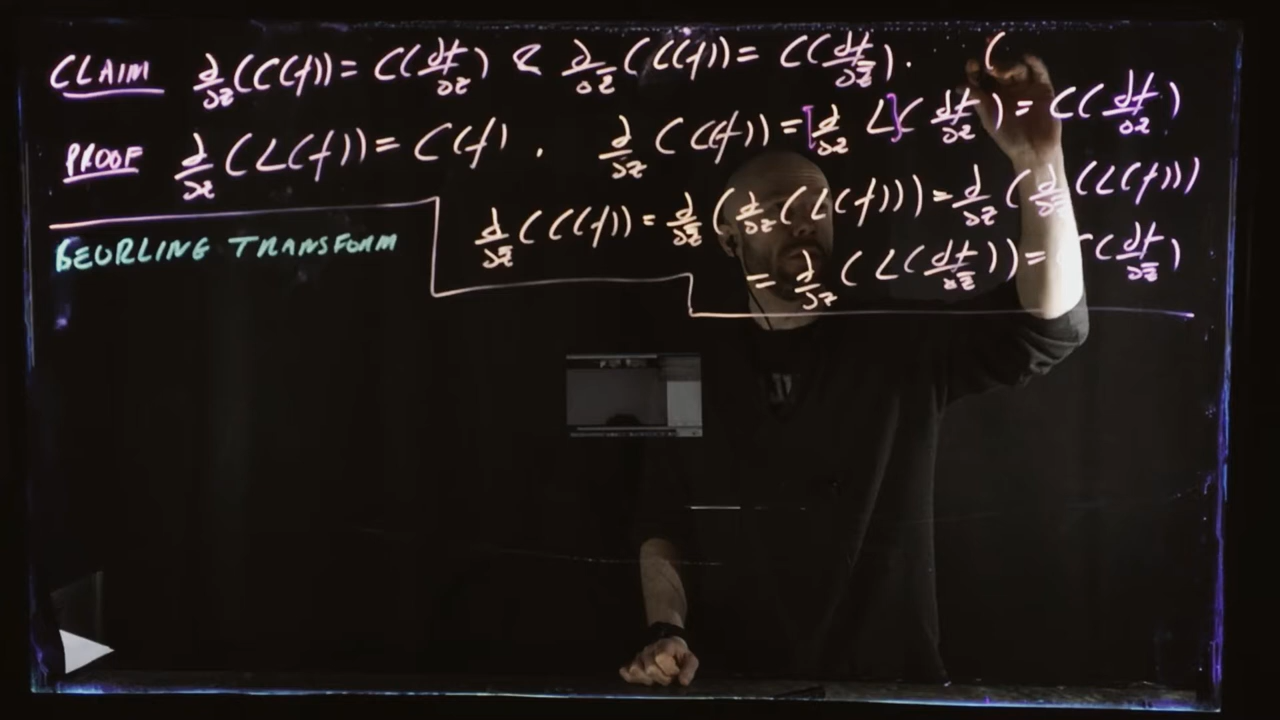 CLAIM ∂/∂z (C(f)) = C(∂f/∂z) & ∂/∂z̄ (C(f)) = C(∂f/∂z̄). (
PROOF ∂/∂z (L(f)) = C(f). ∂/∂z (C(f)) = [∂/∂z L](∂f/∂z) = C(∂f/∂z)
∂/∂z̄ (C(f)) = ∂/∂z̄ (∂/∂z (L(f))) = ∂/∂z (∂/∂z̄ (L(f))
= ∂/∂z (L(∂f/∂z̄)) = C(∂f/∂z̄)
BEURLING TRANSFORM